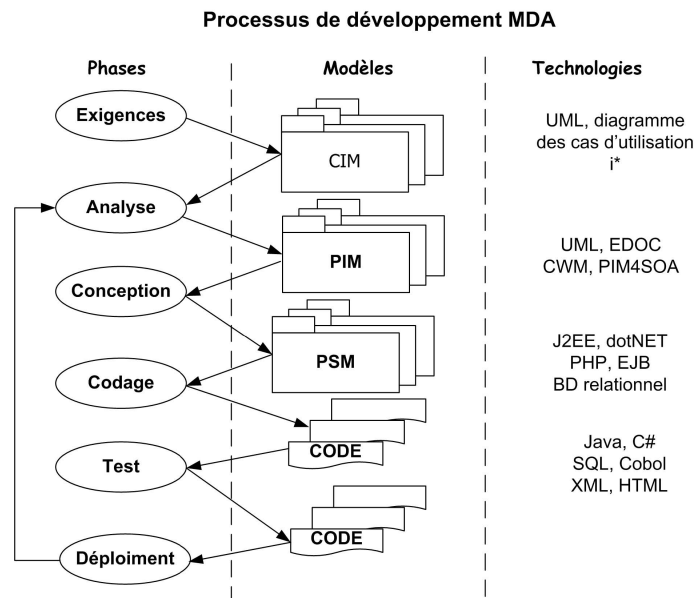 Processus de développement MDA
Phases
Modèles
Technologies
Exigences
CIM
UML, diagramme
des cas d'utilisation
i*
Analyse
PIM
UML, EDOC
CWM, PIM4SOA
Conception
PSM
J2EE, dotNET
PHP, EJB
BD relationnel
Codage
CODE
Java, C#
SQL, Cobol
XML, HTML
Test
CODE
Déploiment